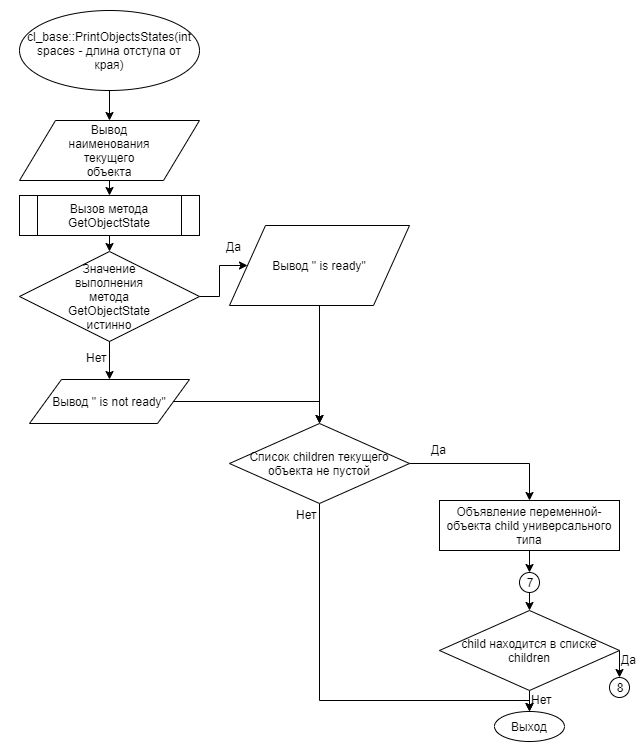 cl_base::PrintObjectsStates(int
spaces - длина отступа от
края)
Вывод
наименования
текущего
объекта
Вызов метода
GetObjectState
Да
Вывод " is ready"
Значение
выполнения
метода
GetObjectState
истинно
Нет
Вывод " is not ready"
Список children текущего
объекта не пустой
Да
Нет
Объявление переменной-
объекта child универсального
типа
7
child находится в списке
children
Да
8
Нет
Выход